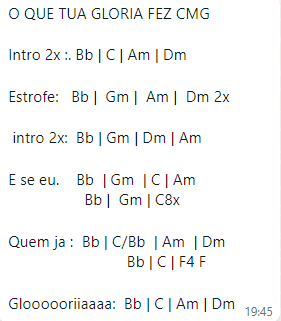 O QUE TUA GLORIA FEZ CMG
Intro 2x :. Bb | C | Am | Dm
Estrofe: Bb | Gm | Am | Dm 2x
intro 2x: Bb | Gm | Dm | Am
E se eu. Bb | Gm | C | Am
Bb | Gm | C8x
Quem ja : Bb | C/Bb | Am | Dm
Bb | C | F4 F
Gloooooriiaaaa: Bb | C | Am | Dm
19:45